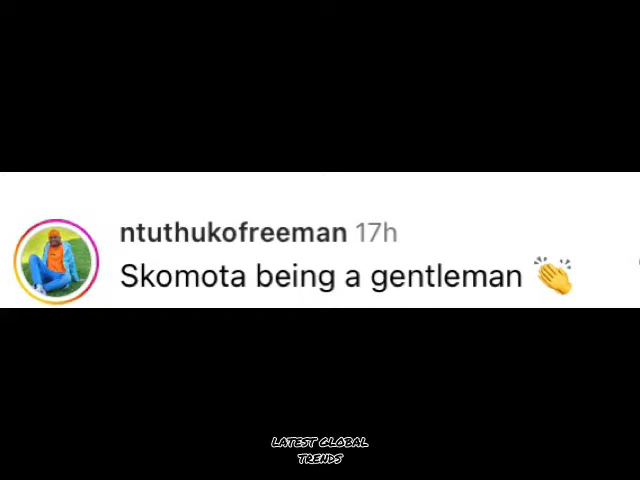 ntuthukofreeman 17h
Skomota being a gentleman 👏
LATEST GLOBAL
TRENDS